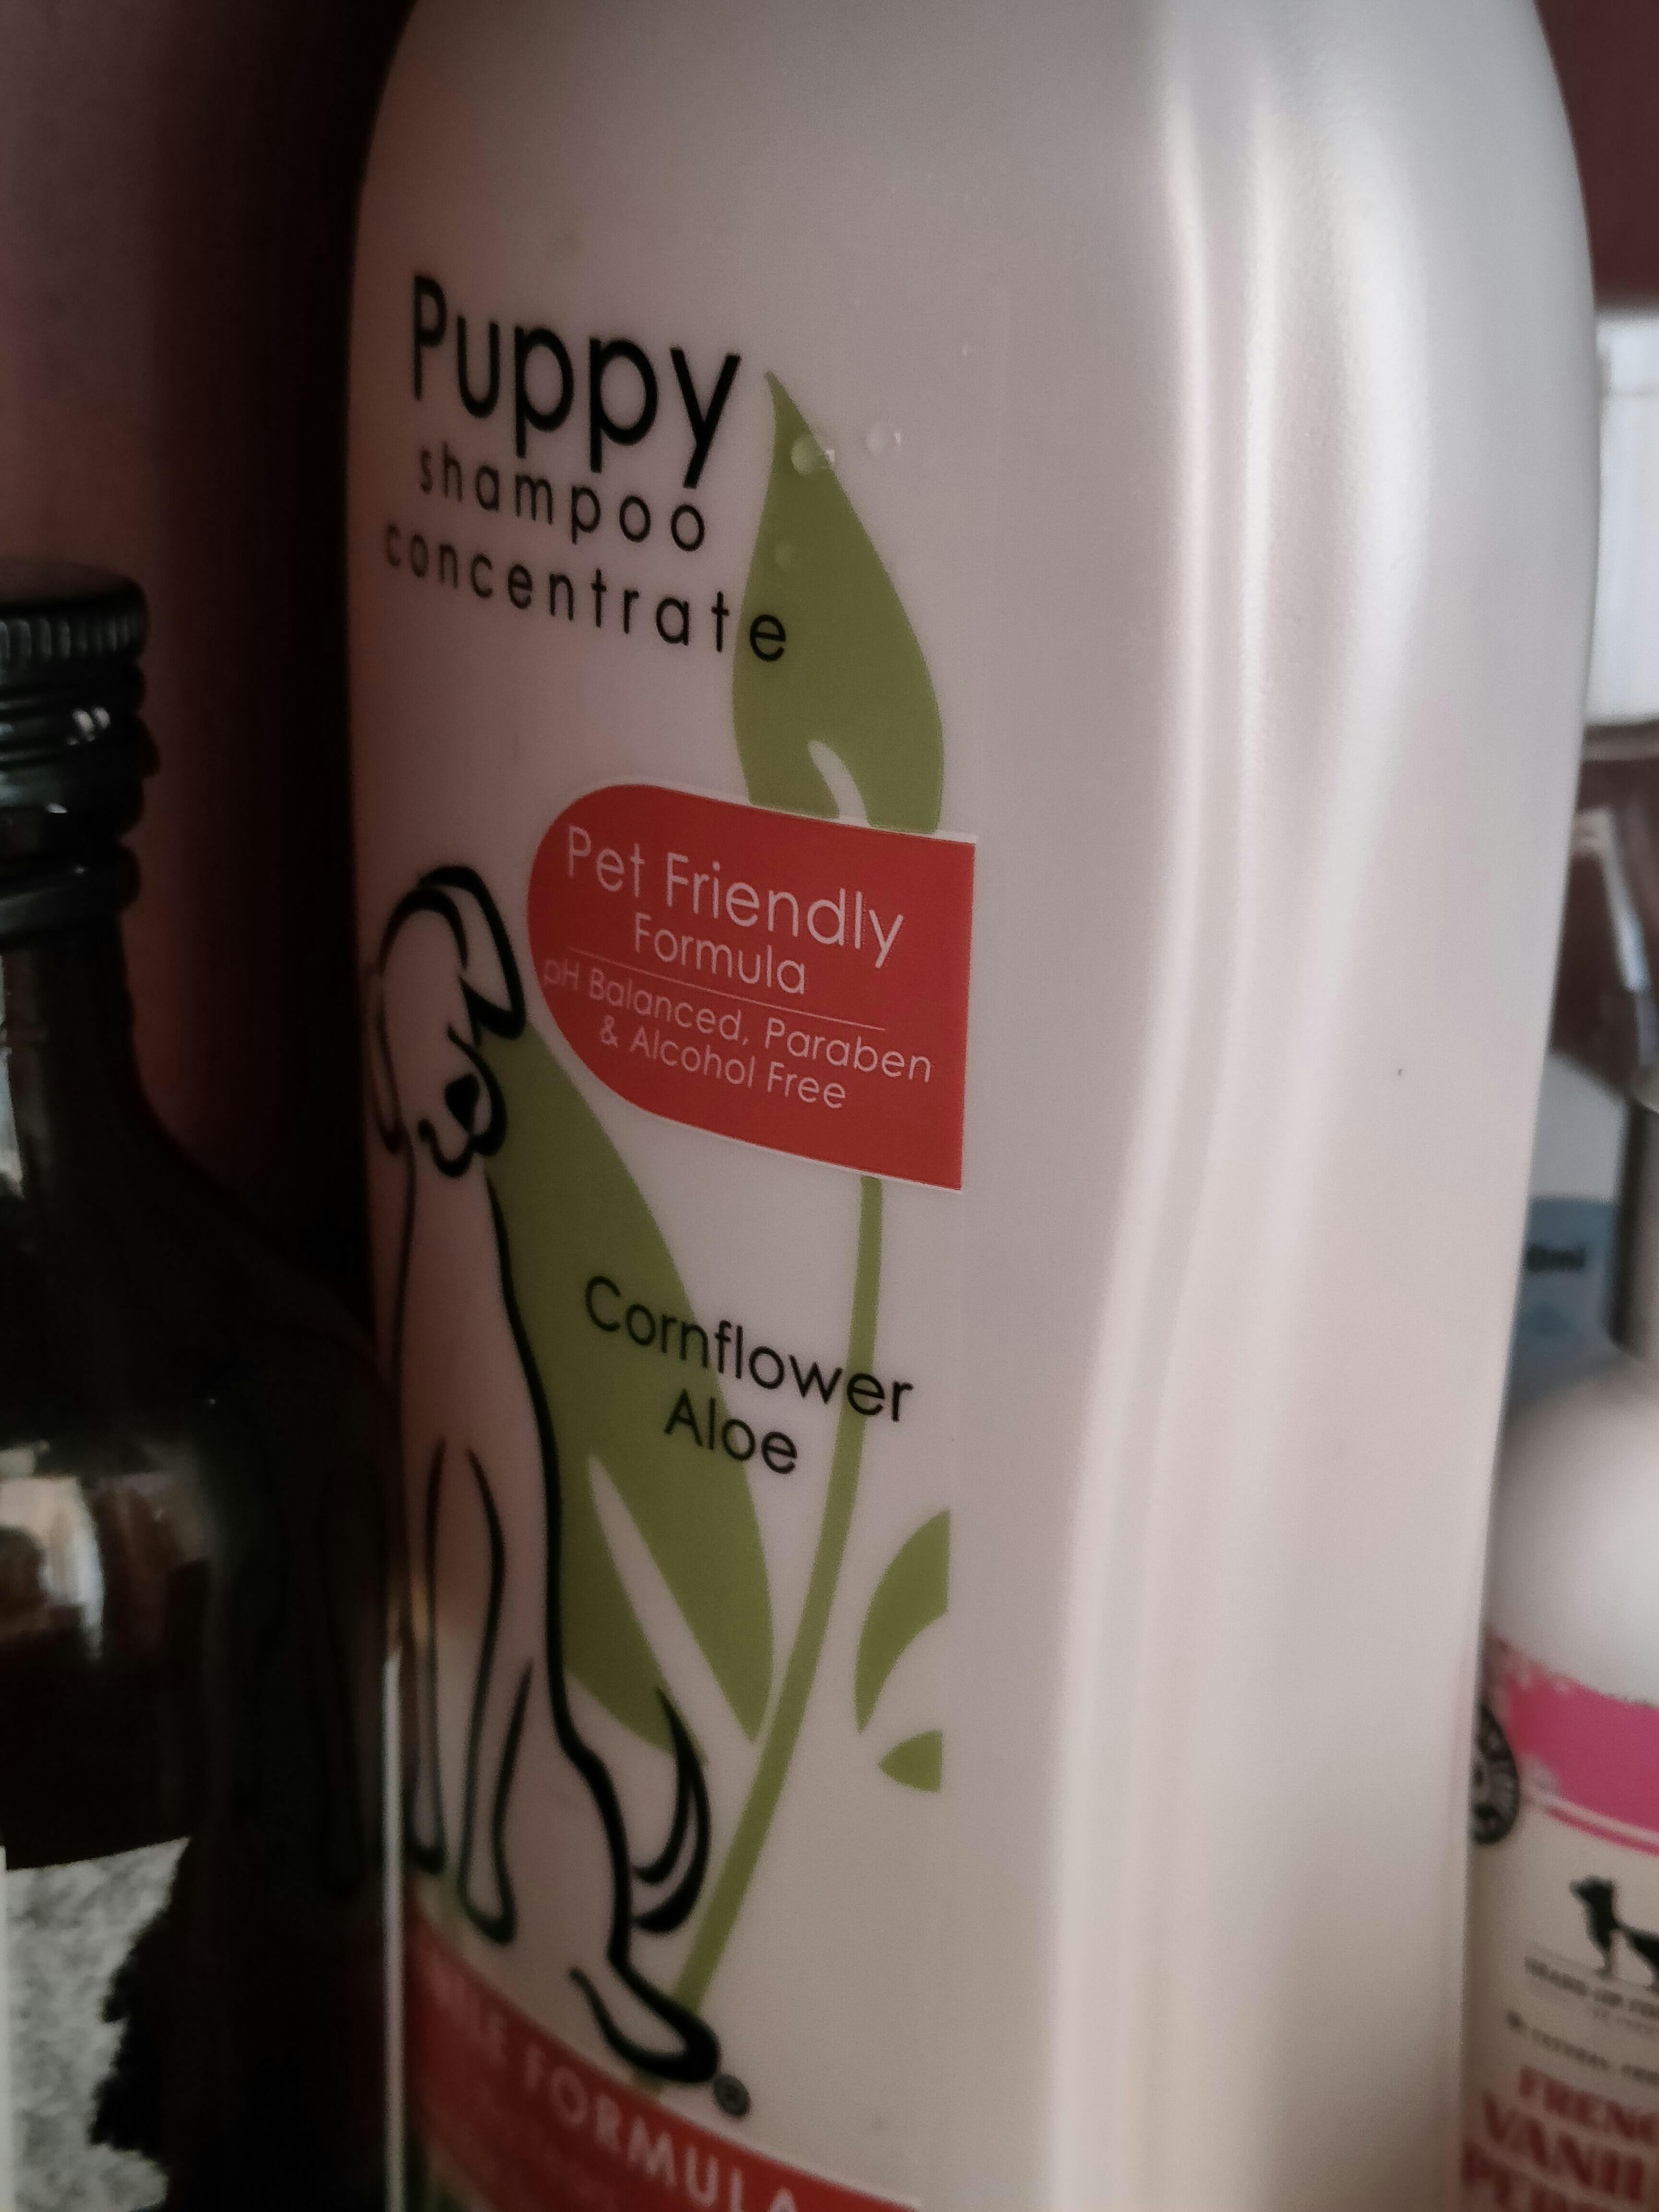 Puppy
shampoo
concentrate
Pet Friendly
Formula
pH Balanced, Paraben
& Alcohol Free
Cornflower
Aloe
®
FORMULA